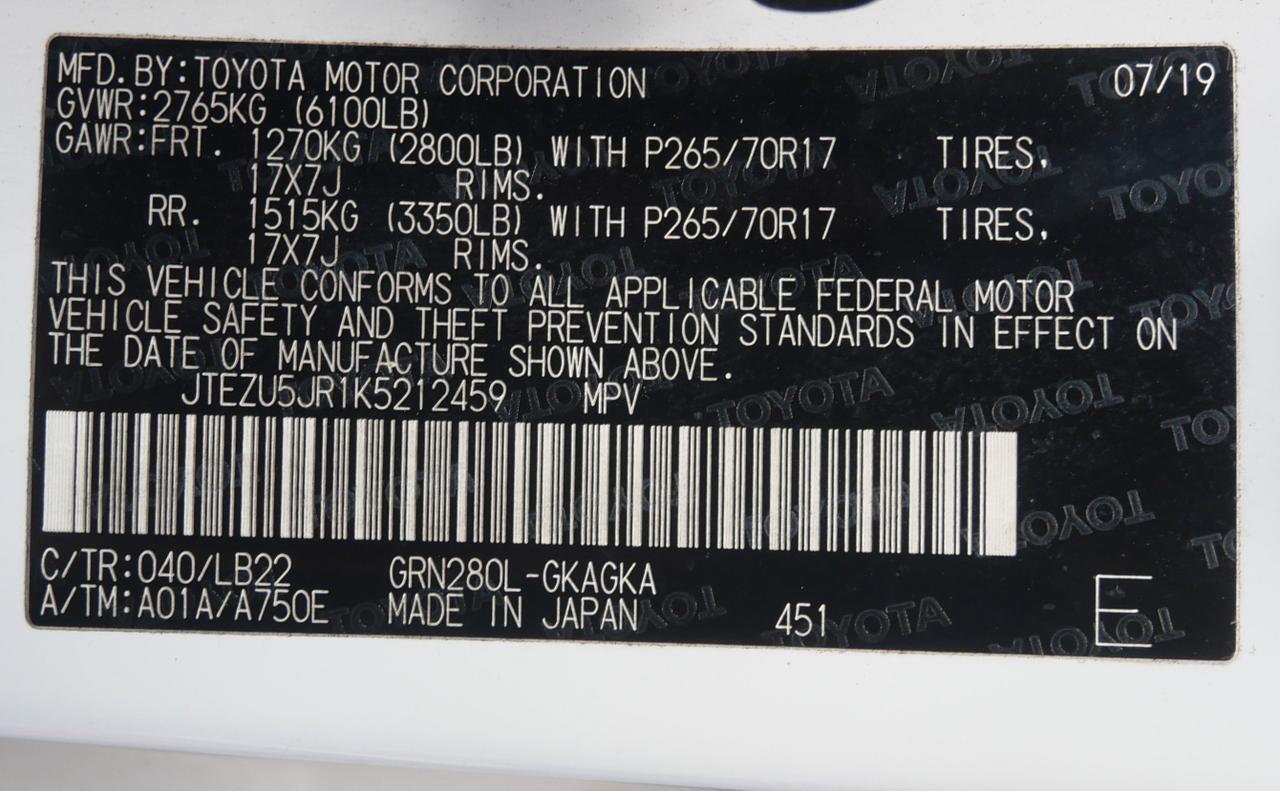 MFD.BY:TOYOTA MOTOR CORPORATION 07/19
GVWR:2765KG (6100LB)
GAWR:FRT. 1270KG (2800LB) WITH P265/70R17 TIRES,
17X7J RIMS.
RR. 1515KG (3350LB) WITH P265/70R17 TIRES,
17X7J RIMS.
THIS VEHICLE CONFORMS TO ALL APPLICABLE FEDERAL MOTOR
VEHICLE SAFETY AND THEFT PREVENTION STANDARDS IN EFFECT ON
THE DATE OF MANUFACTURE SHOWN ABOVE.
JTEZU5JR1K5212459 MPV
C/TR:040/LB22 GRN280L-GKAGKA
A/TM:A01A/A750E MADE IN JAPAN 451 E